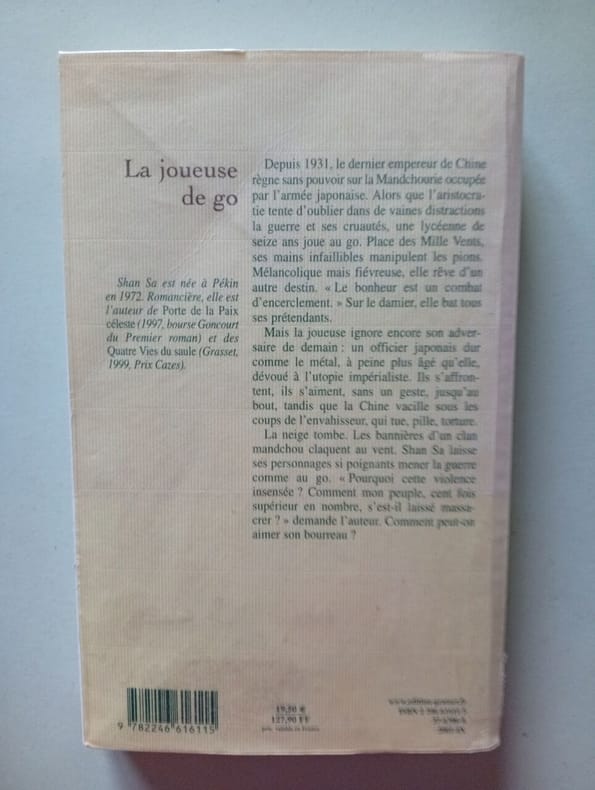 La joueuse
de go
Shan Sa est née à Pékin
en 1972. Romancière, elle est
l'auteur de Porte de la Paix
céleste (1997, bourse Goncourt
du Premier roman) et des
Quatre Vies du saule (Grasset,
1999, Prix Cazes).
Depuis 1931, le dernier empereur de Chine
règne sans pouvoir sur la Mandchourie occupée
par l'armée japonaise. Alors que l'aristocra-
tie tente d'oublier dans de vaines distractions
la guerre et ses cruautés, une lycéenne de
seize ans joue au go. Place des Mille Vents,
ses mains infaillibles manipulent les pions.
Mélancolique mais fiévreuse, elle rêve d'un
autre destin. « Le bonheur est un combat
d'encerclement. » Sur le damier, elle bat tous
ses prétendants.
Mais la joueuse ignore encore son adver-
saire de demain : un officier japonais dur
comme le métal, à peine plus âgé qu'elle,
dévoué à l'utopie impérialiste. Ils s'affron-
tent, ils s'aiment, sans un geste, jusqu'au
bout, tandis que la Chine vacille sous les
coups de l'envahisseur, qui tue, pille, torture.
La neige tombe. Les bannières d'un clan
mandchou claquent au vent. Shan Sa laisse
ses personnages si poignants mener la guerre
comme au go. « Pourquoi cette violence
insensée ? Comment mon peuple, cent fois
supérieur en nombre, s'est-il laissé massa-
crer ? » demande l'auteur. Comment peut-on
aimer son bourreau ?
9 782246 616115
19,50 €
127,90 FF
prix valable en France